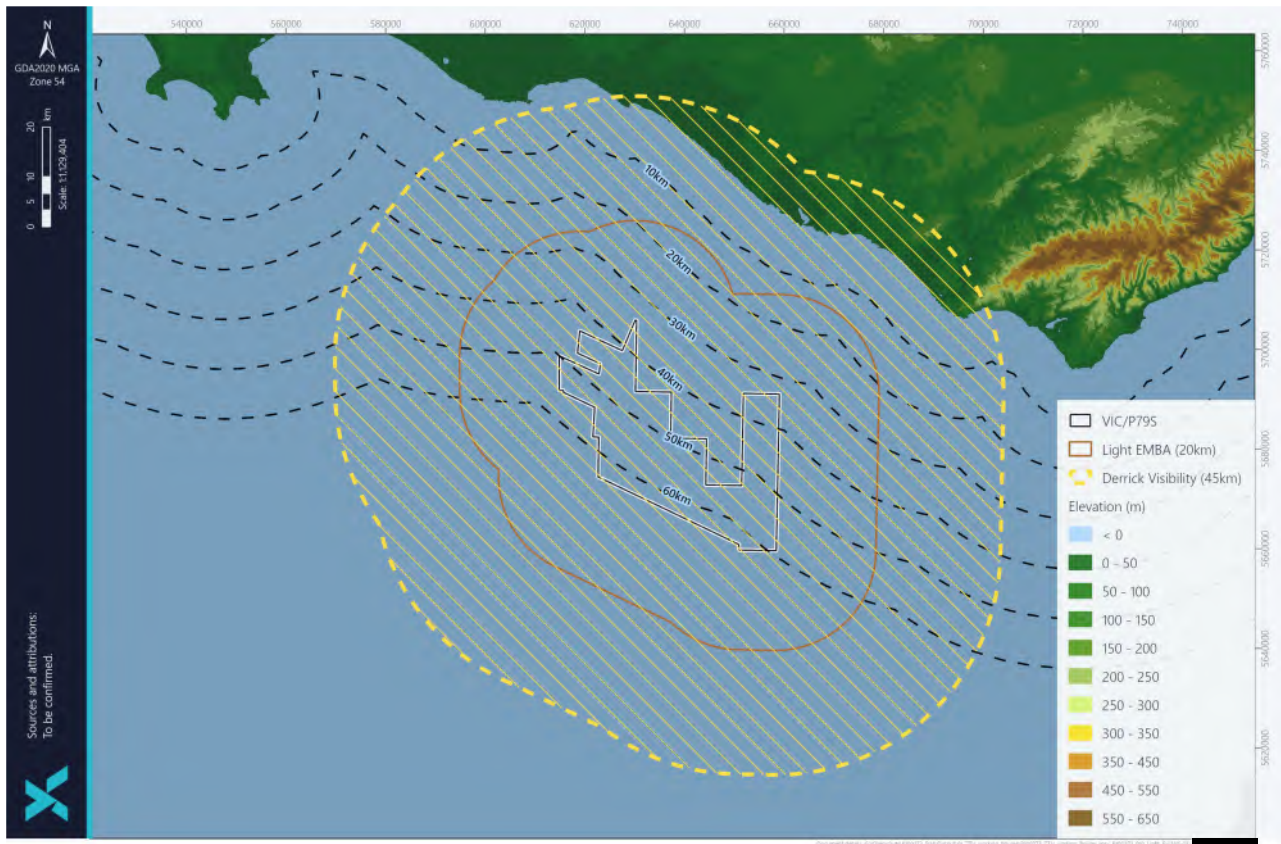 540000 560000 580000 600000 620000 640000 660000 680000 700000 720000 740000
N
GDA2020 MGA
Zone 54
0 5 10 20
km
Scale: 1:1,129,404
Sources and attributions:
To be confirmed.
5760000
5740000
5720000
5700000
5680000
5660000
5640000
5620000
10km
20km
30km
40km
50km
60km
VIC/P79S
Light EMBA (20km)
Derrick Visibility (45km)
Elevation (m)
< 0
0 - 50
50 - 100
100 - 150
150 - 200
200 - 250
250 - 300
300 - 350
350 - 450
450 - 550
550 - 650